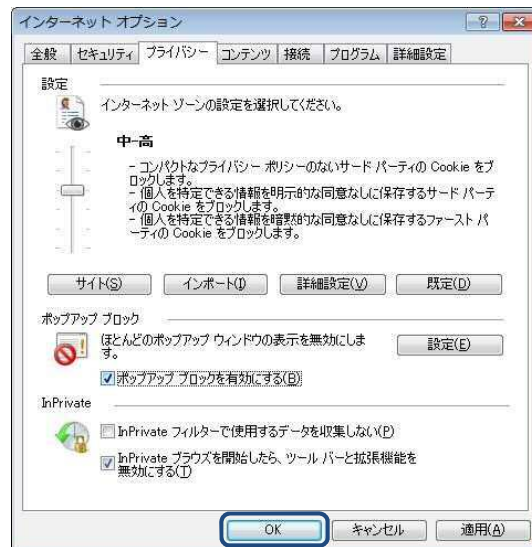 インターネット オプション
全般 セキュリティ プライバシー コンテンツ 接続 プログラム 詳細設定
設定
インターネット ゾーンの設定を選択してください。
中-高
- コンパクトなプライバシー ポリシーのないサード パーティの Cookie をブ
ロックします。
- 個人を特定できる情報を明示的な同意なしに保存するサード パーテ
ィの Cookie をブロックします。
- 個人を特定できる情報を暗黙的な同意なしに保存するファースト パ
ーティの Cookie をブロックします。
サイト(S) インポート(I) 詳細設定(V) 既定(D)
ポップアップ ブロック
ほとんどのポップアップ ウィンドウの表示を無効にしま
す。
設定(E)
ポップアップ ブロックを有効にする(B)
InPrivate
InPrivate フィルターで使用するデータを収集しない(P)
InPrivate ブラウズを開始したら、ツール バーと拡張機能を
無効にする(T)
OK キャンセル 適用(A)